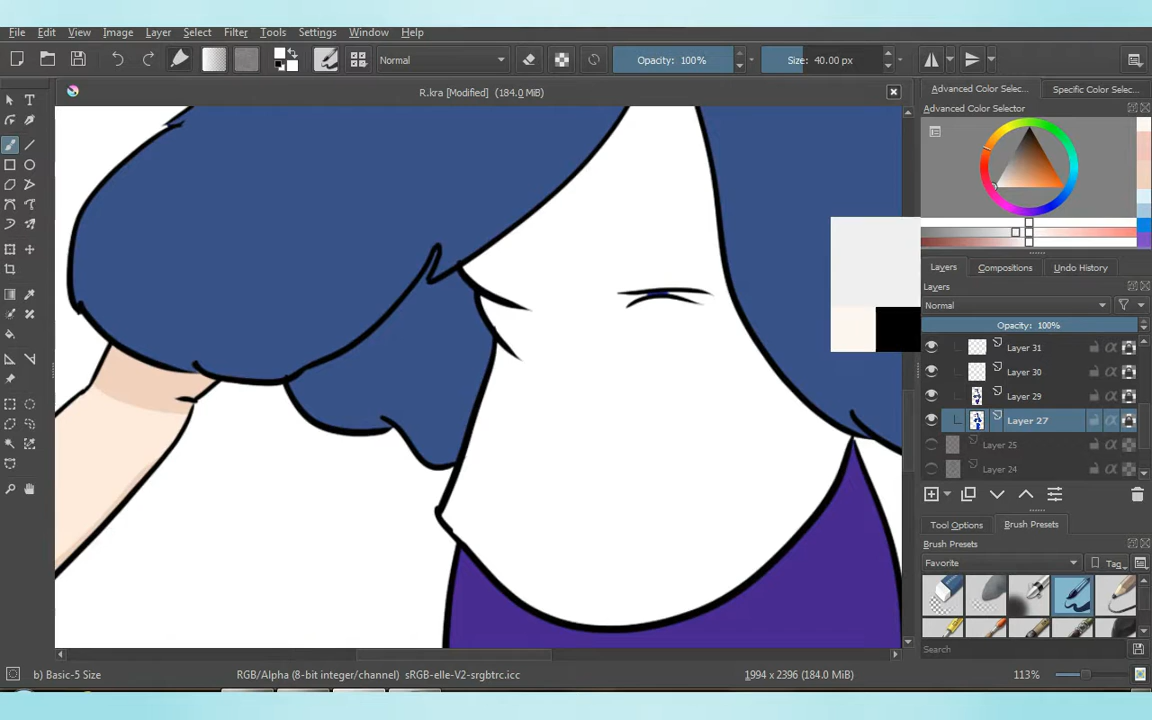 File Edit View Image Layer Select Filter Tools Settings Window Help
Normal Opacity: 100% Size: 40.00 px
R.kra [Modified] (184.0 MiB)
Advanced Color Selec... Specific Color Selec...
Advanced Color Selector
Layers Compositions Undo History
Layers
Normal
Opacity: 100%
Layer 31
Layer 30
Layer 29
Layer 27
Layer 25
Layer 24
Tool Options Brush Presets
Brush Presets
Favorite Tag
Search
b) Basic-5 Size RGB/Alpha (8-bit integer/channel) sRGB-elle-V2-srgbtrc.icc 1994 x 2396 (184.0 MiB) 113%